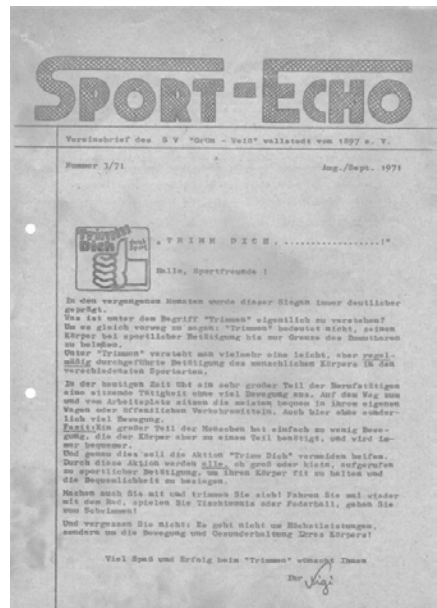 SPORT-ECHO
Vereinsbrief des S V "Grün - Weiß" wallstadt vom 1897 e. V.
Nummer 3/71 Aug./Sept. 1971
Trimm Dich durch Sport
„T R I M M D I C H, ................!"
Hallo, Sportfreunde !
In den vergangenen Monaten wurde dieser Slogan immer deutlicher
geprägt.
Was ist unter dem Begriff "Trimmen" eigentlich zu verstehen?
Um es gleich vorweg zu sagen: "Trimmen" bedeutet nicht, seinen
Körper bei sportlicher Betätigung bis zur Grenze des Zumutbaren
zu belasten.
Unter "Trimmen" versteht man vielmehr eine leicht, aber regel-
mäßig durchgeführte Betätigung des menschlichen Körpers in den
verschiedensten Sportarten.
In der heutigen Zeit übt ein sehr großer Teil der Berufstätigen
eine sitzende Tätigkeit ohne viel Bewegung aus. Auf dem Weg zum
und vom Arbeitsplatz sitzen die meisten bequem in ihrem eigenen
Wagen oder öffentlichen Verkehrsmitteln. Auch hier ohne sonder-
lich viel Bewegung.
Fazit: Ein großer Teil der Menschen hat einfach zu wenig Bewe-
gung, die der Körper aber zu einem Teil benötigt, und wird im-
mer bequemer.
Und genau dies soll die Aktion "Trimm Dich" vermeiden helfen.
Durch diese Aktion werden alle, ob groß oder klein, aufgerufen
zu sportlicher Betätigung, um ihren Körper fit zu halten und
die Bequemlichkeit zu besiegen.
Machen auch Sie mit und trimmen Sie sich! Fahren Sie mal wieder
mit dem Rad, spielen Sie Tischtennis oder Federball, gehen Sie
zum Schwimmen!
Und vergessen Sie nicht: Es geht nicht um Höchstleistungen,
sondern um die Bewegung und Gesunderhaltung Ihres Körpers!
Viel Spaß und Erfolg beim "Trimmen" wünscht Ihnen
Ihr Sigi